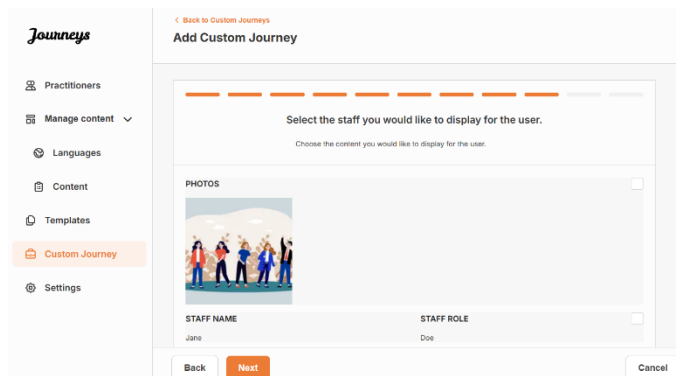 Journeys
Back to Custom Journeys
Add Custom Journey
Practitioners
Manage content
Languages
Content
Templates
Custom Journey
Settings
Select the staff you would like to display for the user.
Choose the content you would like to display for the user.
PHOTOS
STAFF NAME STAFF ROLE
Jane Doe
Back Next Cancel